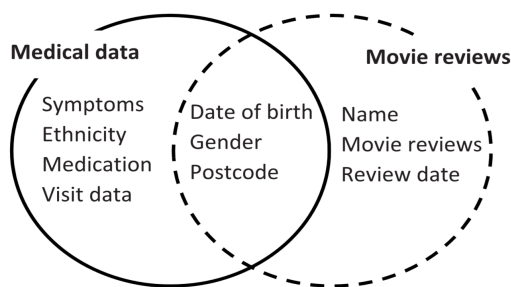 Medical data
Movie reviews
Symptoms
Ethnicity
Medication
Visit data
Date of birth
Gender
Postcode
Name
Movie reviews
Review date